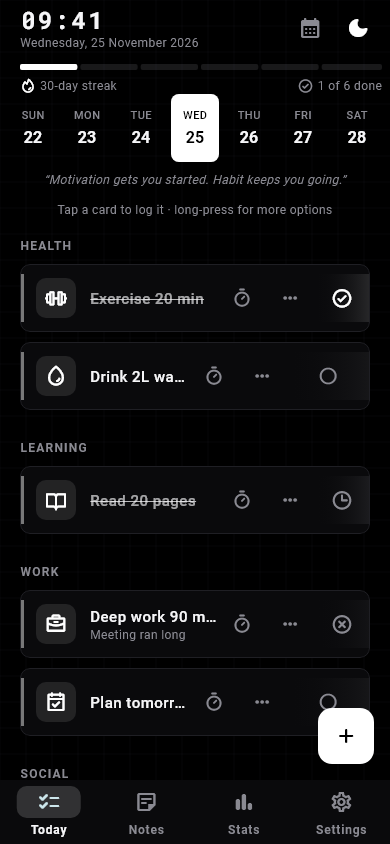 09:41
Wednesday, 25 November 2026
30-day streak
1 of 6 done
SUN MON TUE WED THU FRI SAT
22 23 24 25 26 27 28
“Motivation gets you started. Habit keeps you going.”
Tap a card to log it · long-press for more options
HEALTH
Exercise 20 min
Drink 2L wa…
LEARNING
Read 20 pages
WORK
Deep work 90 m…
Meeting ran long
Plan tomorr…
SOCIAL
Today Notes Stats Settings